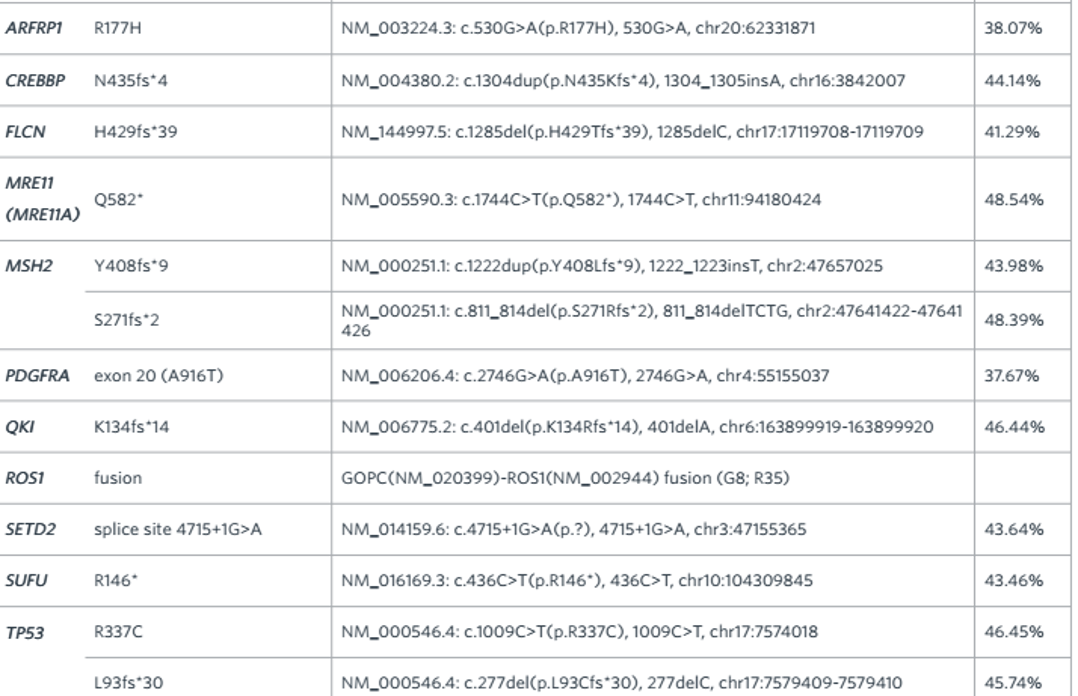 ARFRP1 R177H NM_003224.3: c.530G>A(p.R177H), 530G>A, chr20:62331871 38.07%
CREBBP N435fs*4 NM_004380.2: c.1304dup(p.N435Kfs*4), 1304_1305insA, chr16:3842007 44.14%
FLCN H429fs*39 NM_144997.5: c.1285del(p.H429Tfs*39), 1285delC, chr17:17119708-17119709 41.29%
MRE11
(MRE11A) Q582* NM_005590.3: c.1744C>T(p.Q582*), 1744C>T, chr11:94180424 48.54%
MSH2 Y408fs*9 NM_000251.1: c.1222dup(p.Y408Lfs*9), 1222_1223insT, chr2:47657025 43.98%
S271fs*2 NM_000251.1: c.811_814del(p.S271Rfs*2), 811_814delTCTG, chr2:47641422-47641
426 48.39%
PDGFRA exon 20 (A916T) NM_006206.4: c.2746G>A(p.A916T), 2746G>A, chr4:55155037 37.67%
QKI K134fs*14 NM_006775.2: c.401del(p.K134Rfs*14), 401delA, chr6:163899919-163899920 46.44%
ROS1 fusion GOPC(NM_020399)-ROS1(NM_002944) fusion (G8; R35)
SETD2 splice site 4715+1G>A NM_014159.6: c.4715+1G>A(p.?), 4715+1G>A, chr3:47155365 43.64%
SUFU R146* NM_016169.3: c.436C>T(p.R146*), 436C>T, chr10:104309845 43.46%
TP53 R337C NM_000546.4: c.1009C>T(p.R337C), 1009C>T, chr17:7574018 46.45%
L93fs*30 NM_000546.4: c.277del(p.L93Cfs*30), 277delC, chr17:7579409-7579410 45.74%